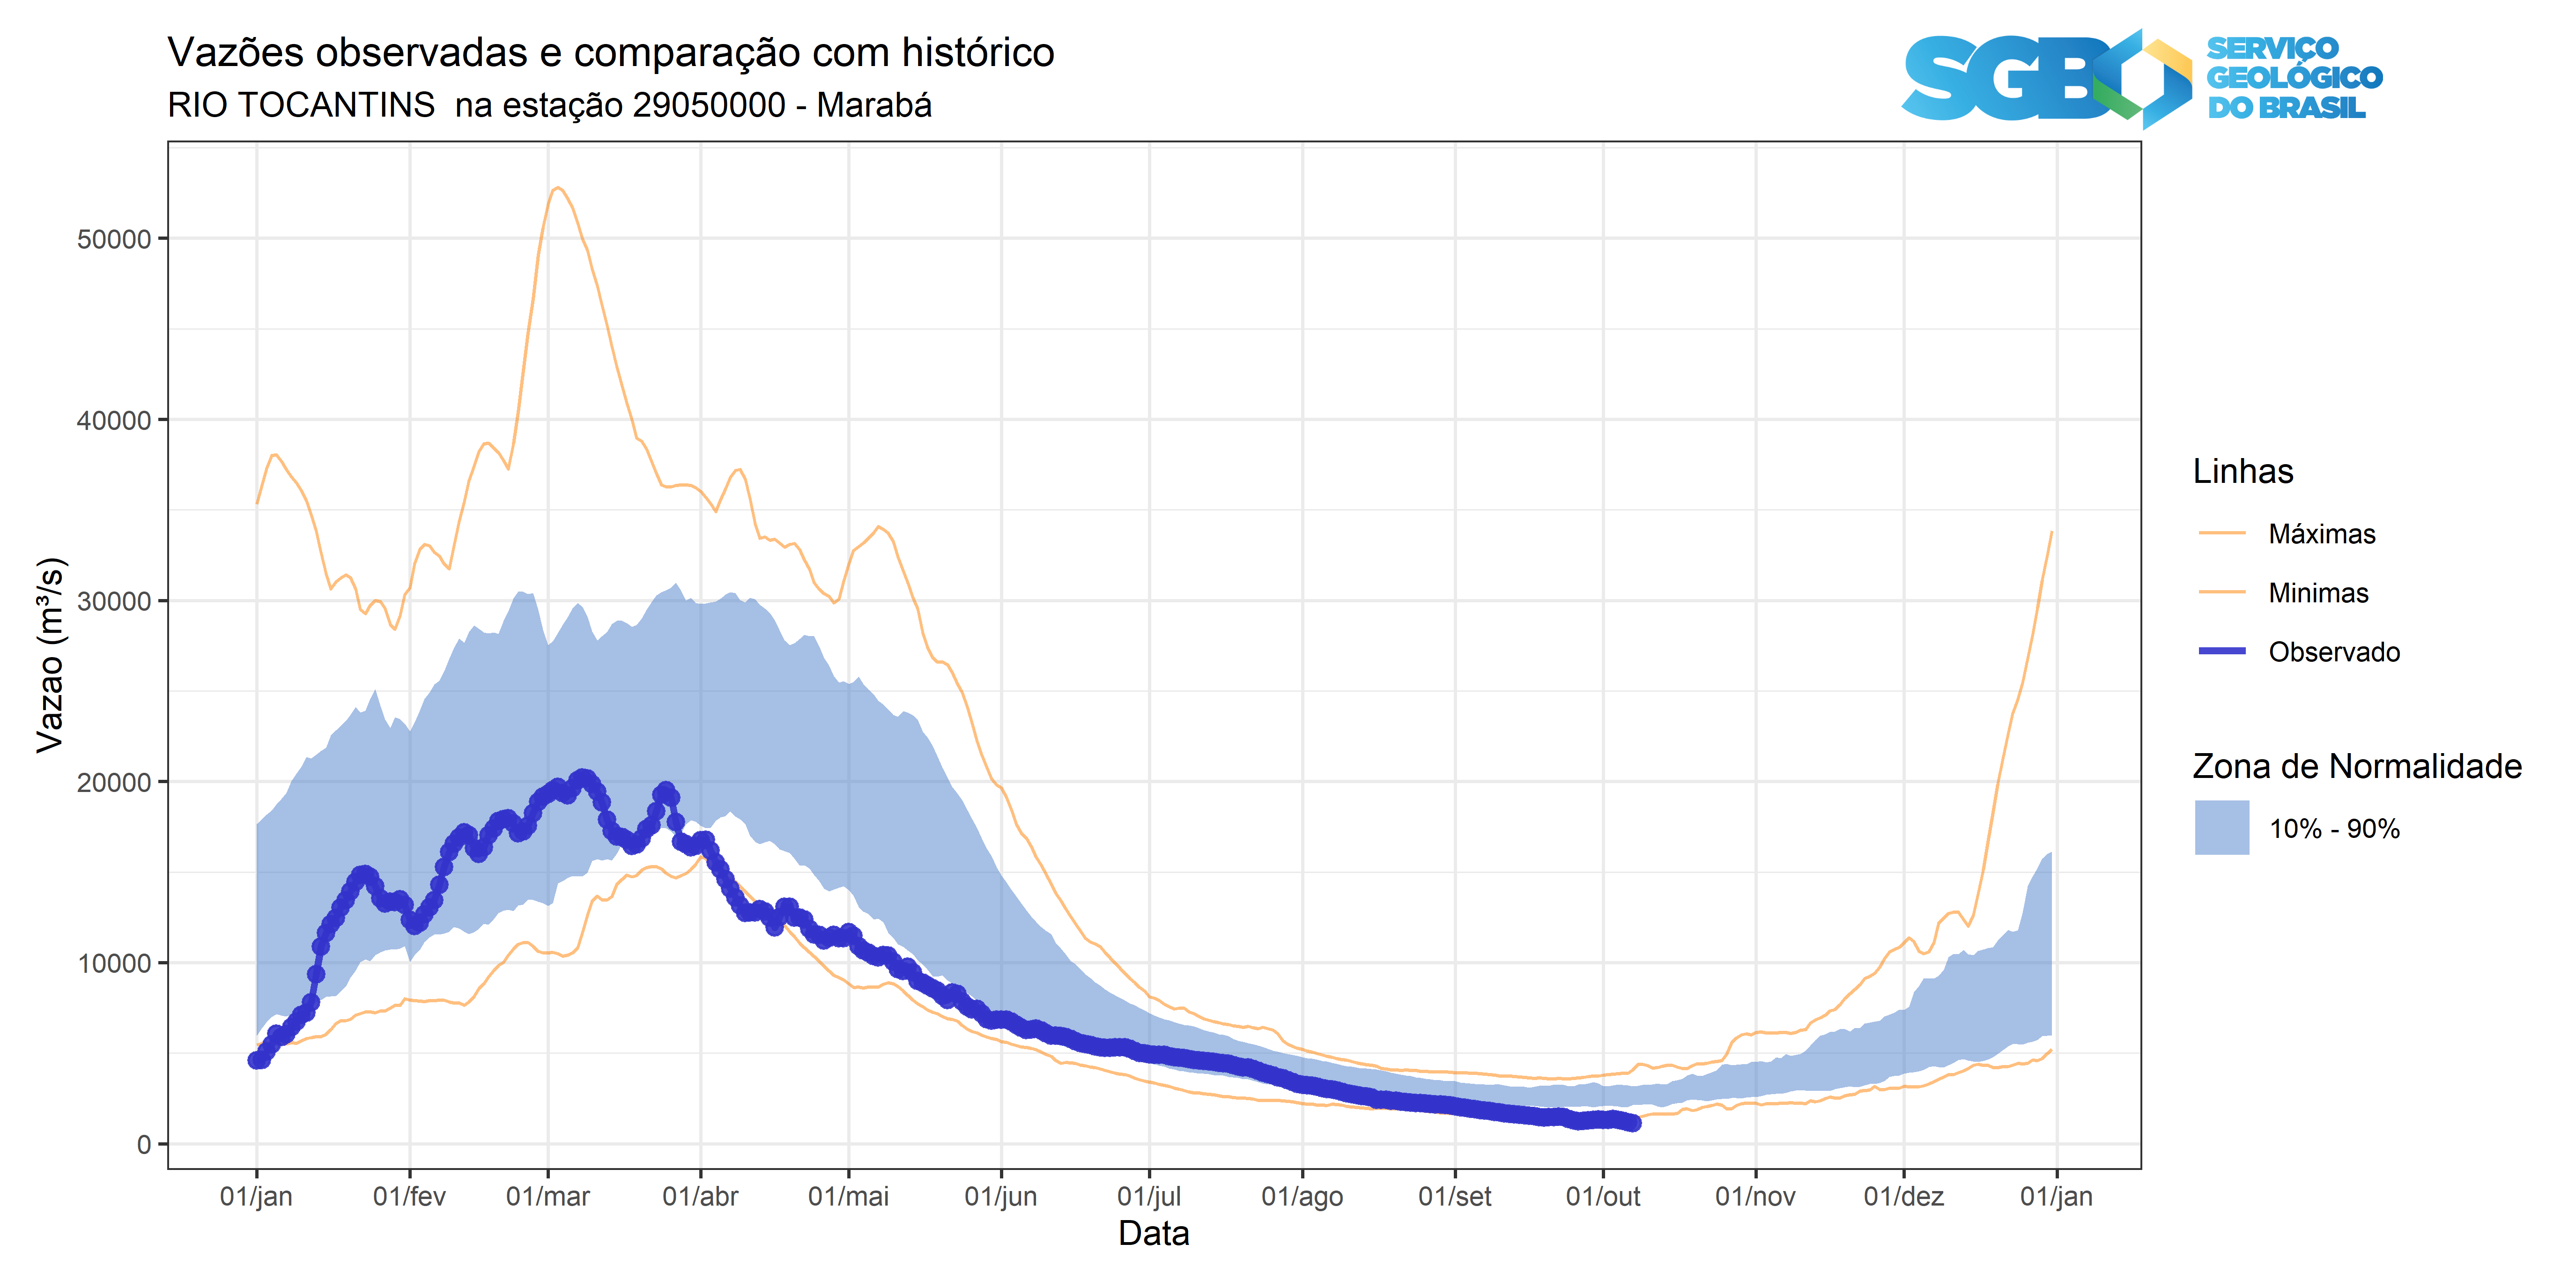 Vazões observadas e comparação com histórico
RIO TOCANTINS na estação 29050000 - Marabá
SGB
SERVIÇO
GEOLÓGICO
DO BRASIL
Vazao (m³/s)
50000
40000
30000
20000
10000
0
01/jan 01/fev 01/mar 01/abr 01/mai 01/jun 01/jul 01/ago 01/set 01/out 01/nov 01/dez 01/jan
Data
Linhas
Máximas
Minimas
Observado
Zona de Normalidade
10% - 90%